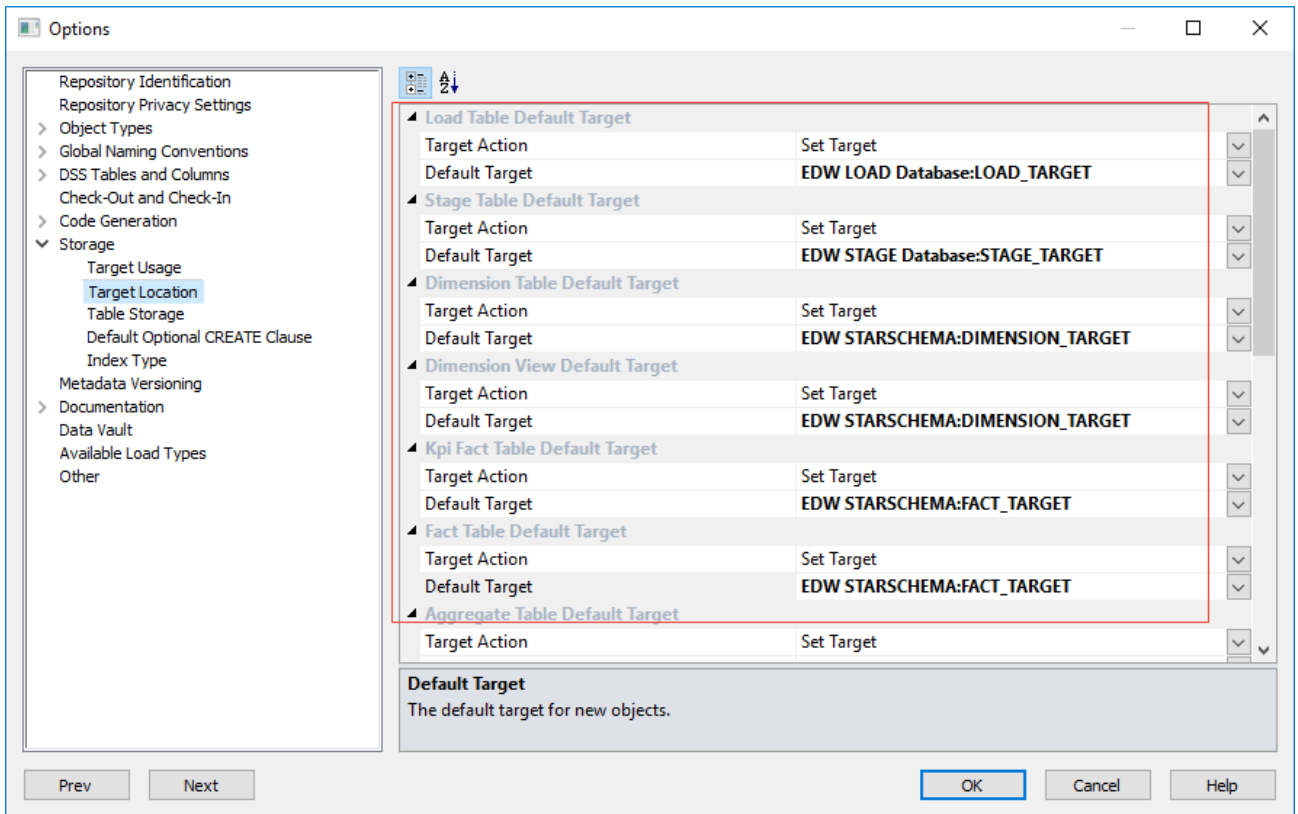 Options
Repository Identification
Repository Privacy Settings
Object Types
Global Naming Conventions
DSS Tables and Columns
Check-Out and Check-In
Code Generation
Storage
Target Usage
Target Location
Table Storage
Default Optional CREATE Clause
Index Type
Metadata Versioning
Documentation
Data Vault
Available Load Types
Other
Load Table Default Target
Target Action Set Target
Default Target EDW LOAD Database:LOAD_TARGET
Stage Table Default Target
Target Action Set Target
Default Target EDW STAGE Database:STAGE_TARGET
Dimension Table Default Target
Target Action Set Target
Default Target EDW STARSCHEMA:DIMENSION_TARGET
Dimension View Default Target
Target Action Set Target
Default Target EDW STARSCHEMA:DIMENSION_TARGET
Kpi Fact Table Default Target
Target Action Set Target
Default Target EDW STARSCHEMA:FACT_TARGET
Fact Table Default Target
Target Action Set Target
Default Target EDW STARSCHEMA:FACT_TARGET
Aggregate Table Default Target
Target Action Set Target
Default Target
The default target for new objects.
Prev Next OK Cancel Help